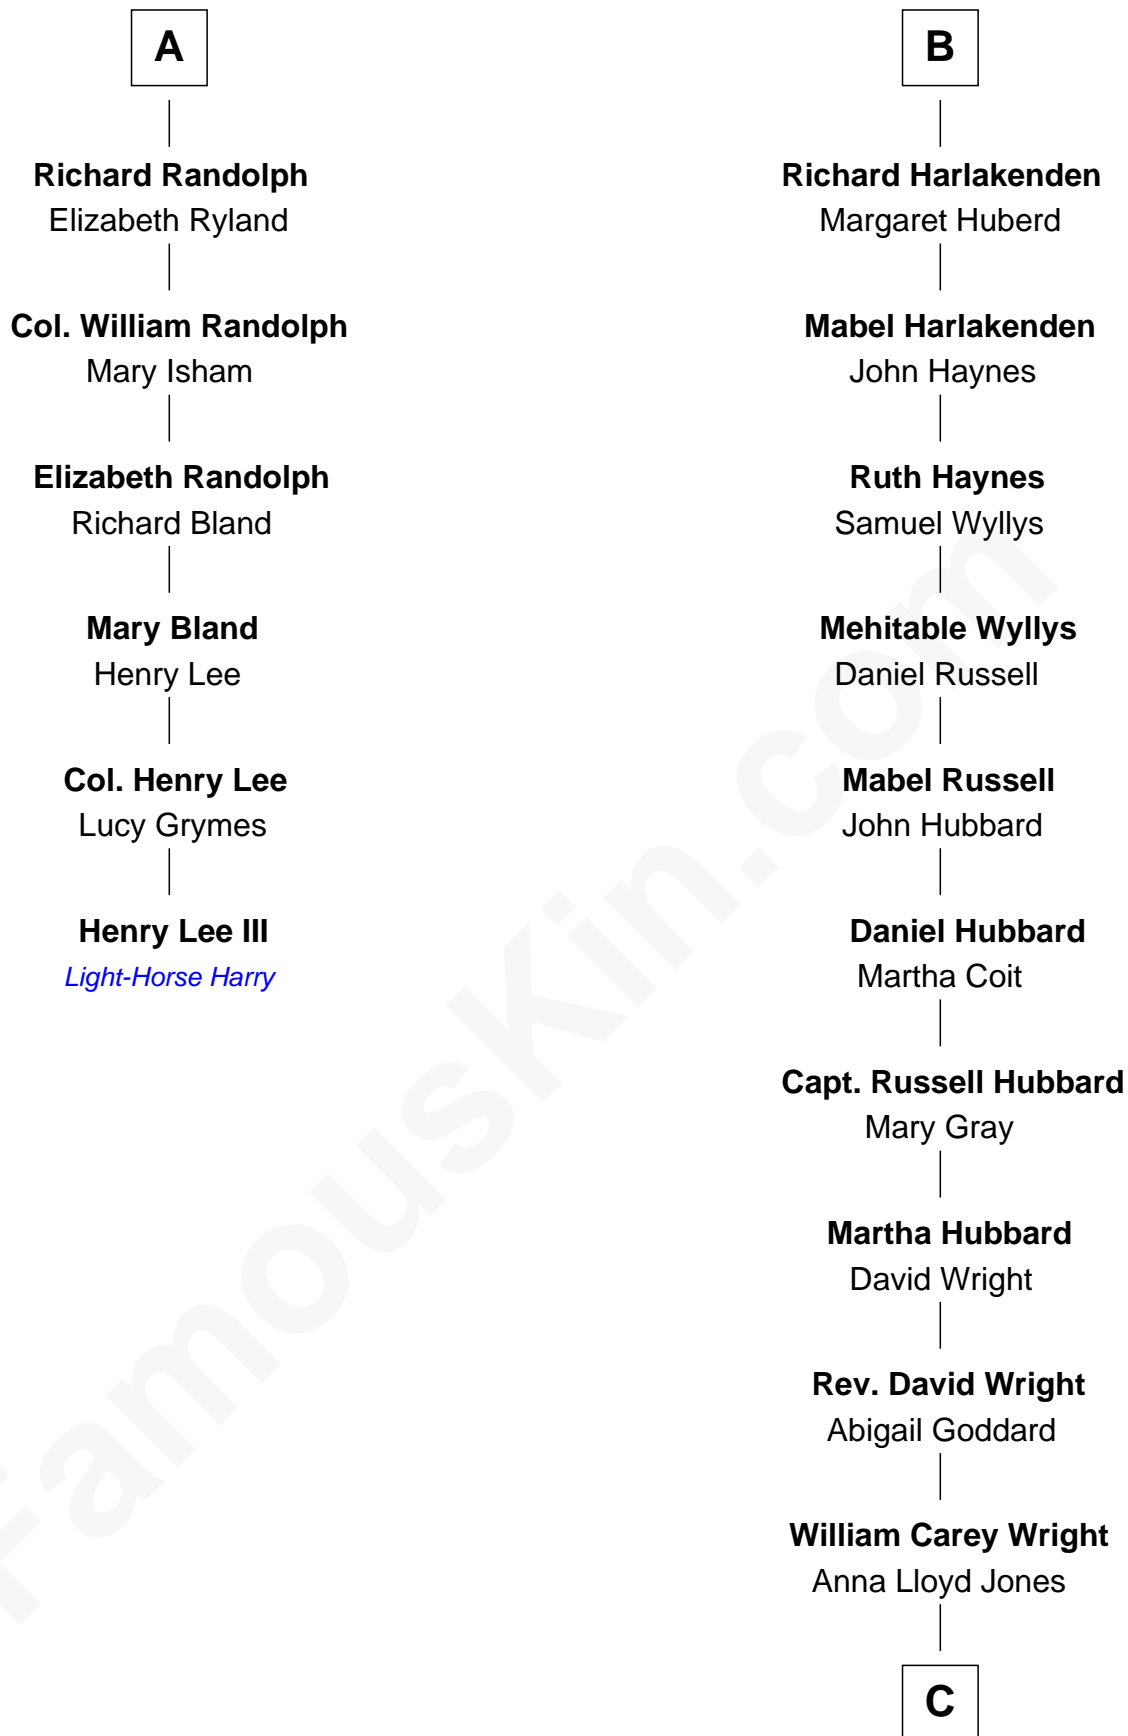 A
Richard Randolph
Elizabeth Ryland
Col. William Randolph
Mary Isham
Elizabeth Randolph
Richard Bland
Mary Bland
Henry Lee
Col. Henry Lee
Lucy Grymes
Henry Lee III
Light-Horse Harry
B
Richard Harlakenden
Margaret Huberd
Mabel Harlakenden
John Haynes
Ruth Haynes
Samuel Wyllys
Mehitable Wyllys
Daniel Russell
Mabel Russell
John Hubbard
Daniel Hubbard
Martha Coit
Capt. Russell Hubbard
Mary Gray
Martha Hubbard
David Wright
Rev. David Wright
Abigail Goddard
William Carey Wright
Anna Lloyd Jones
C
FamousKin.com